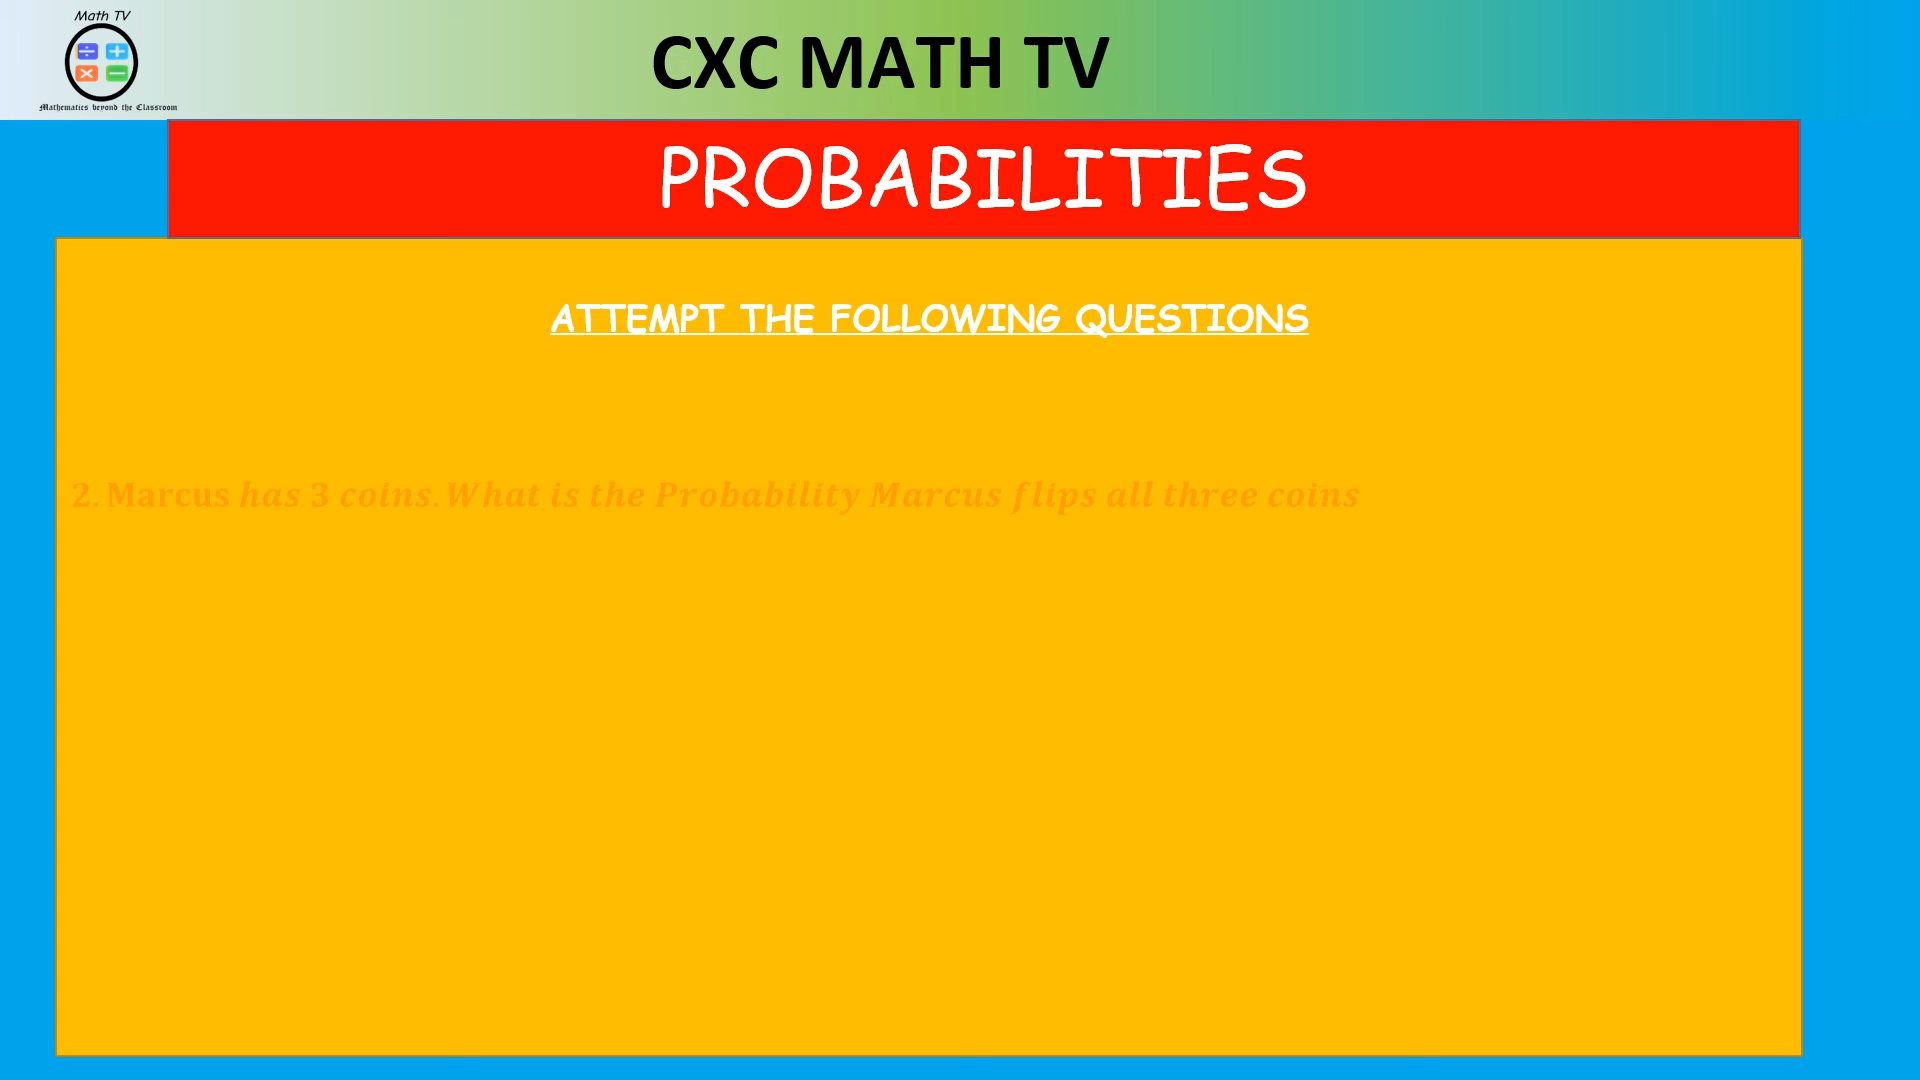 Math TV
Mathematics beyond the Classroom
CXC MATH TV
PROBABILITIES
ATTEMPT THE FOLLOWING QUESTIONS
2. Marcus has 3 coins. What is the Probability Marcus flips all three coins